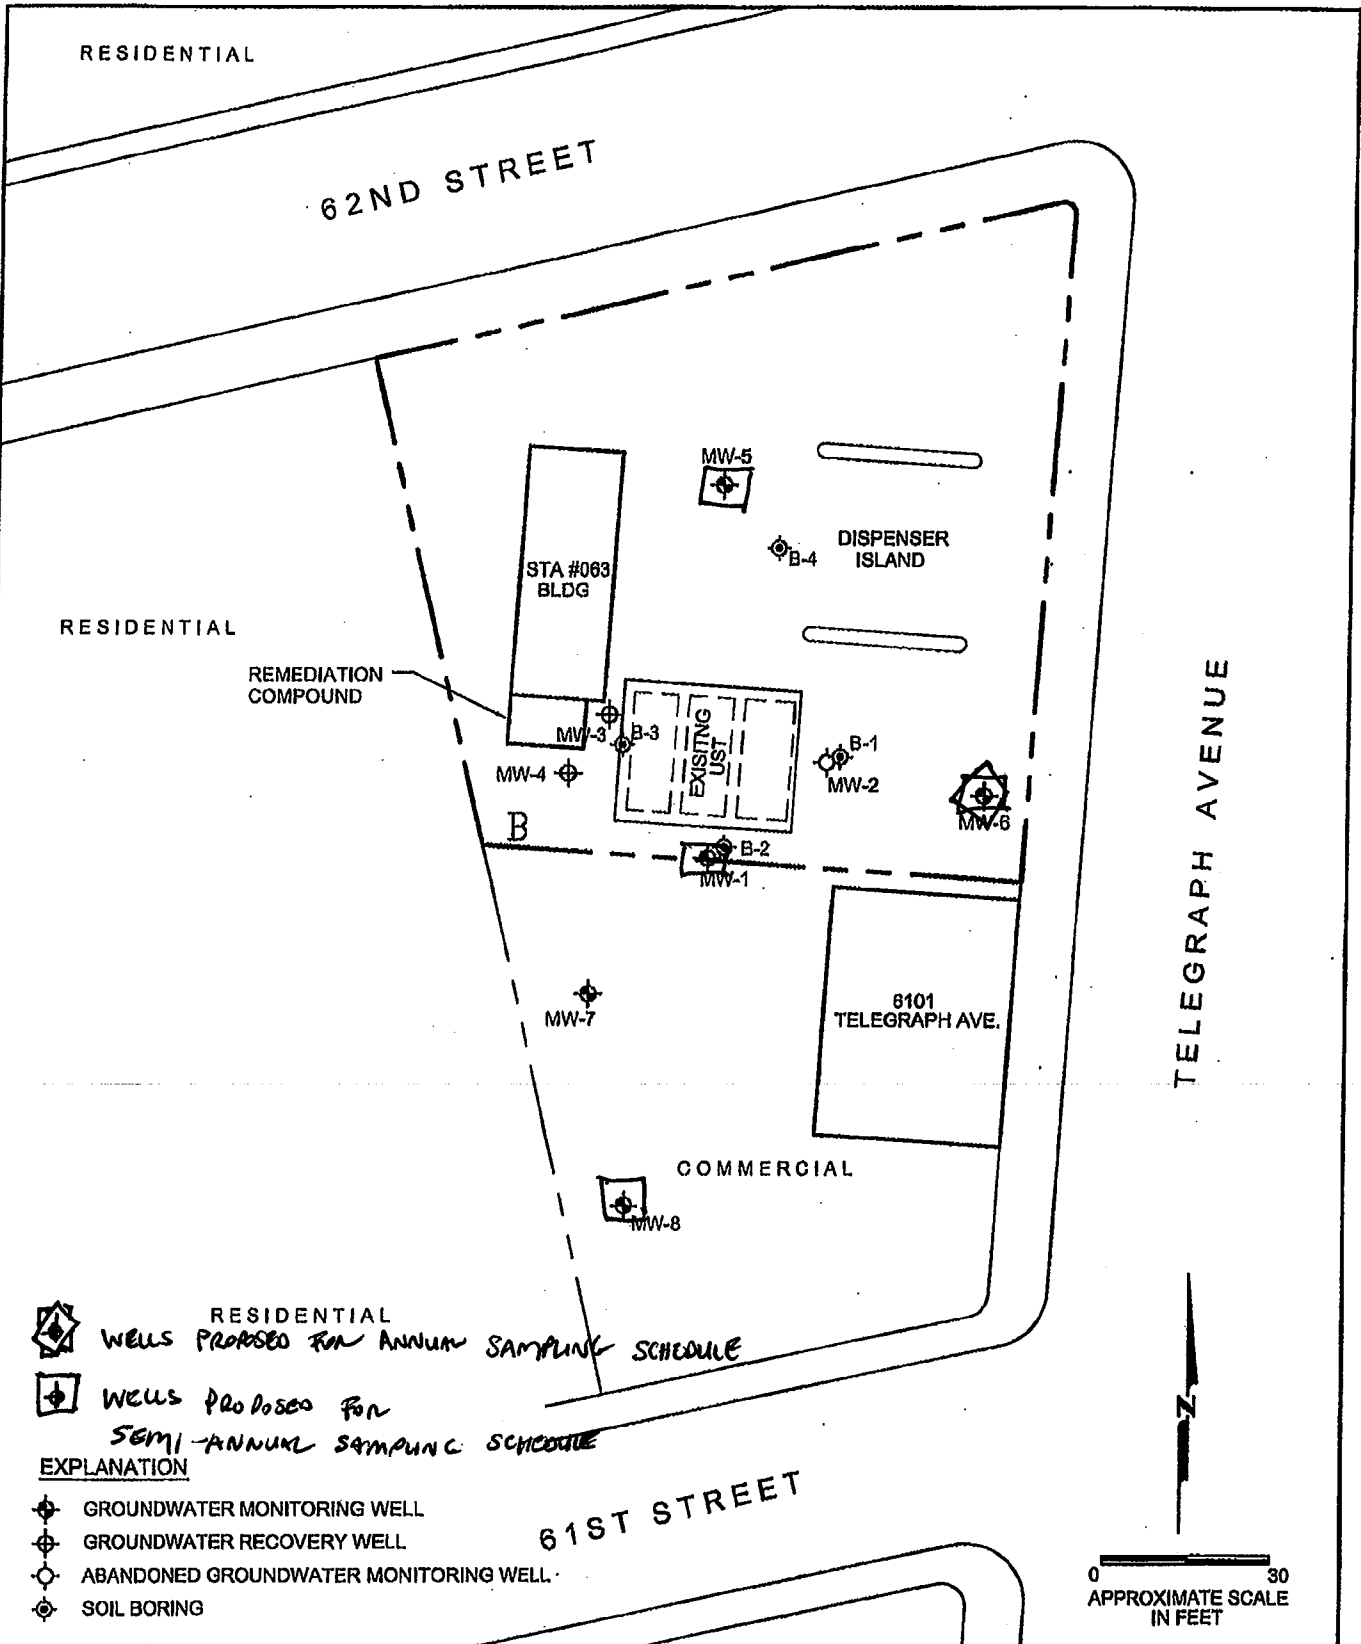 RESIDENTIAL
62ND STREET
MW-5
B-4
DISPENSER
ISLAND
STA #063
BLDG
RESIDENTIAL
REMEDIATION
COMPOUND
TELEGRAPH AVENUE
MW-3
B-3
EXISITNG
UST
B-1
MW-2
MW-4
MW-6
B
B-2
MW-1
MW-7
6101
TELEGRAPH AVE.
COMMERCIAL
MW-8
RESIDENTIAL
WELLS PROPOSED FOR ANNUAL SAMPLING SCHEDULE
WELLS PROPOSED FOR
SEMI-ANNUAL SAMPLING SCHEDULE
EXPLANATION
GROUNDWATER MONITORING WELL
GROUNDWATER RECOVERY WELL
ABANDONED GROUNDWATER MONITORING WELL
SOIL BORING
61ST STREET
N
0 30
APPROXIMATE SCALE
IN FEET